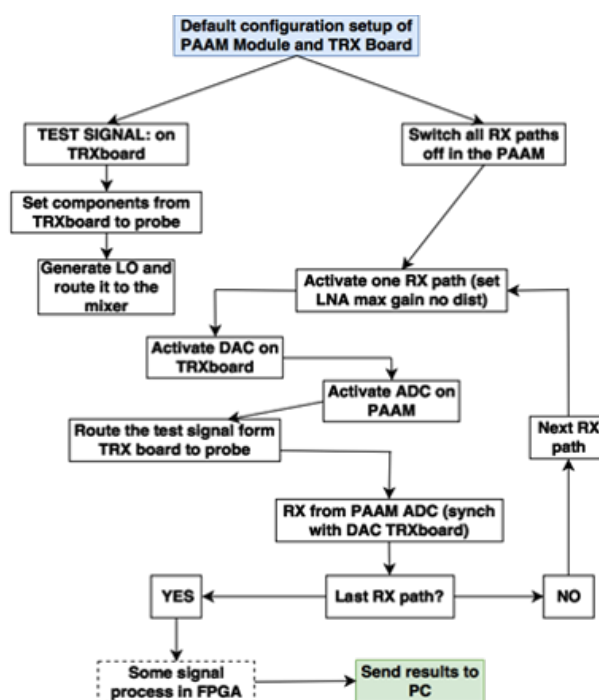 Default configuration setup of
PAAM Module and TRX Board
TEST SIGNAL: on
TRXboard
Switch all RX paths
off in the PAAM
Set components from
TRXboard to probe
Generate LO and
route it to the
mixer
Activate one RX path (set
LNA max gain no dist)
Activate DAC on
TRXboard
Activate ADC on
PAAM
Route the test signal form
TRX board to probe
Next RX
path
RX from PAAM ADC (synch
with DAC TRXboard)
YES
Last RX path?
NO
Some signal
process in FPGA
Send results to
PC